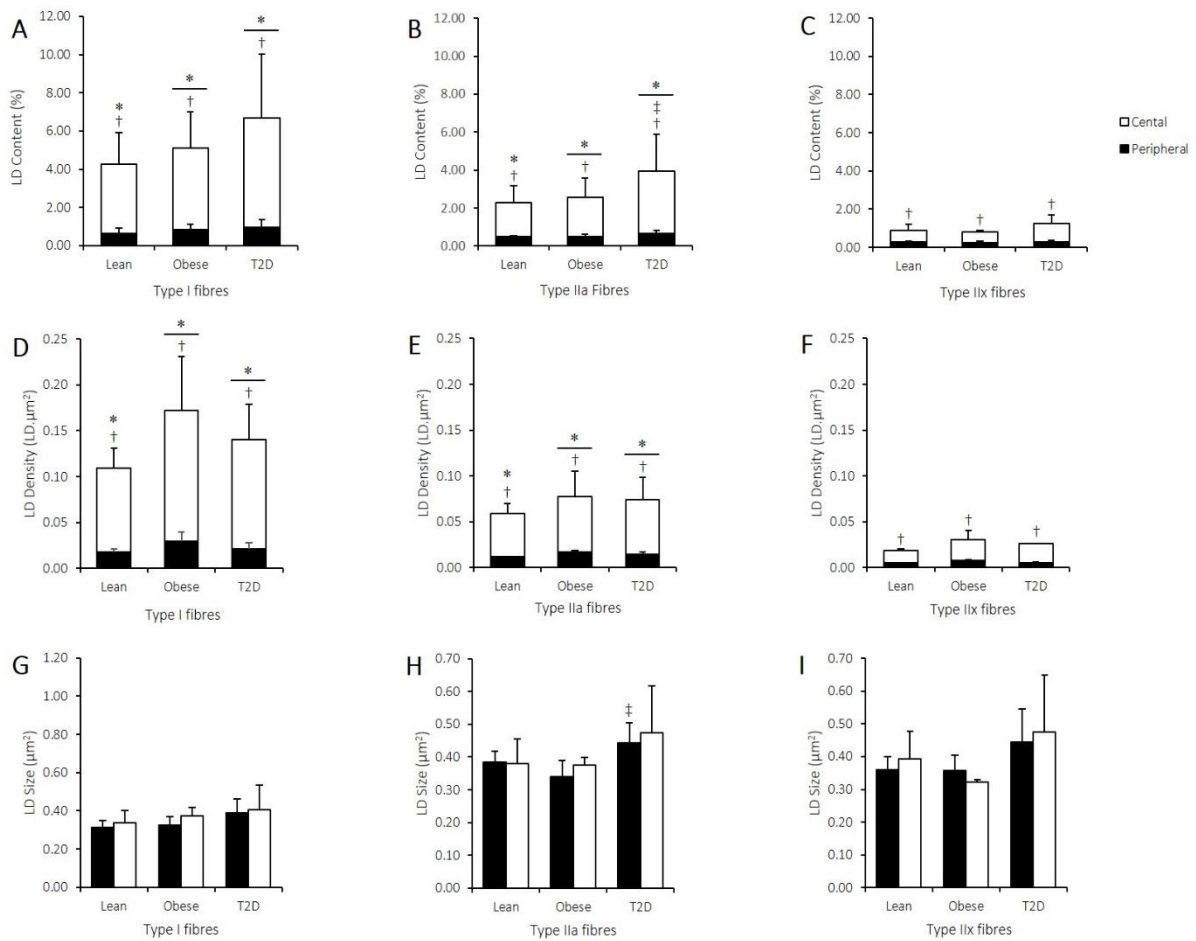 A
LD Content (%)
12.00
10.00
8.00
6.00
4.00
2.00
0.00
*
†
*
†
*
†
Lean
Obese
T2D
Type I fibres
B
LD Content (%)
12.00
10.00
8.00
6.00
4.00
2.00
0.00
*
†
*
†
*
‡
†
Lean
Obese
T2D
Type IIa Fibres
C
LD Content (%)
12.00
10.00
8.00
6.00
4.00
2.00
0.00
†
†
†
Lean
Obese
T2D
Type IIx fibres
Cental
Peripheral
D
LD Density (LD.µm²)
0.25
0.20
0.15
0.10
0.05
0.00
*
†
*
†
*
†
Lean
Obese
T2D
Type I fibres
E
LD Density (LD.µm²)
0.25
0.20
0.15
0.10
0.05
0.00
*
†
*
†
*
†
Lean
Obese
T2D
Type IIa fibres
F
LD Density (LD.µm²)
0.25
0.20
0.15
0.10
0.05
0.00
†
†
†
Lean
Obese
T2D
Type IIx fibres
G
LD Size (µm²)
1.20
1.00
0.80
0.60
0.40
0.20
0.00
Lean
Obese
T2D
Type I fibres
H
LD Size (µm²)
0.70
0.60
0.50
0.40
0.30
0.20
0.10
0.00
‡
Lean
Obese
T2D
Type IIa fibres
I
LD Size (µm²)
0.70
0.60
0.50
0.40
0.30
0.20
0.10
0.00
Lean
Obese
T2D
Type IIx fibres